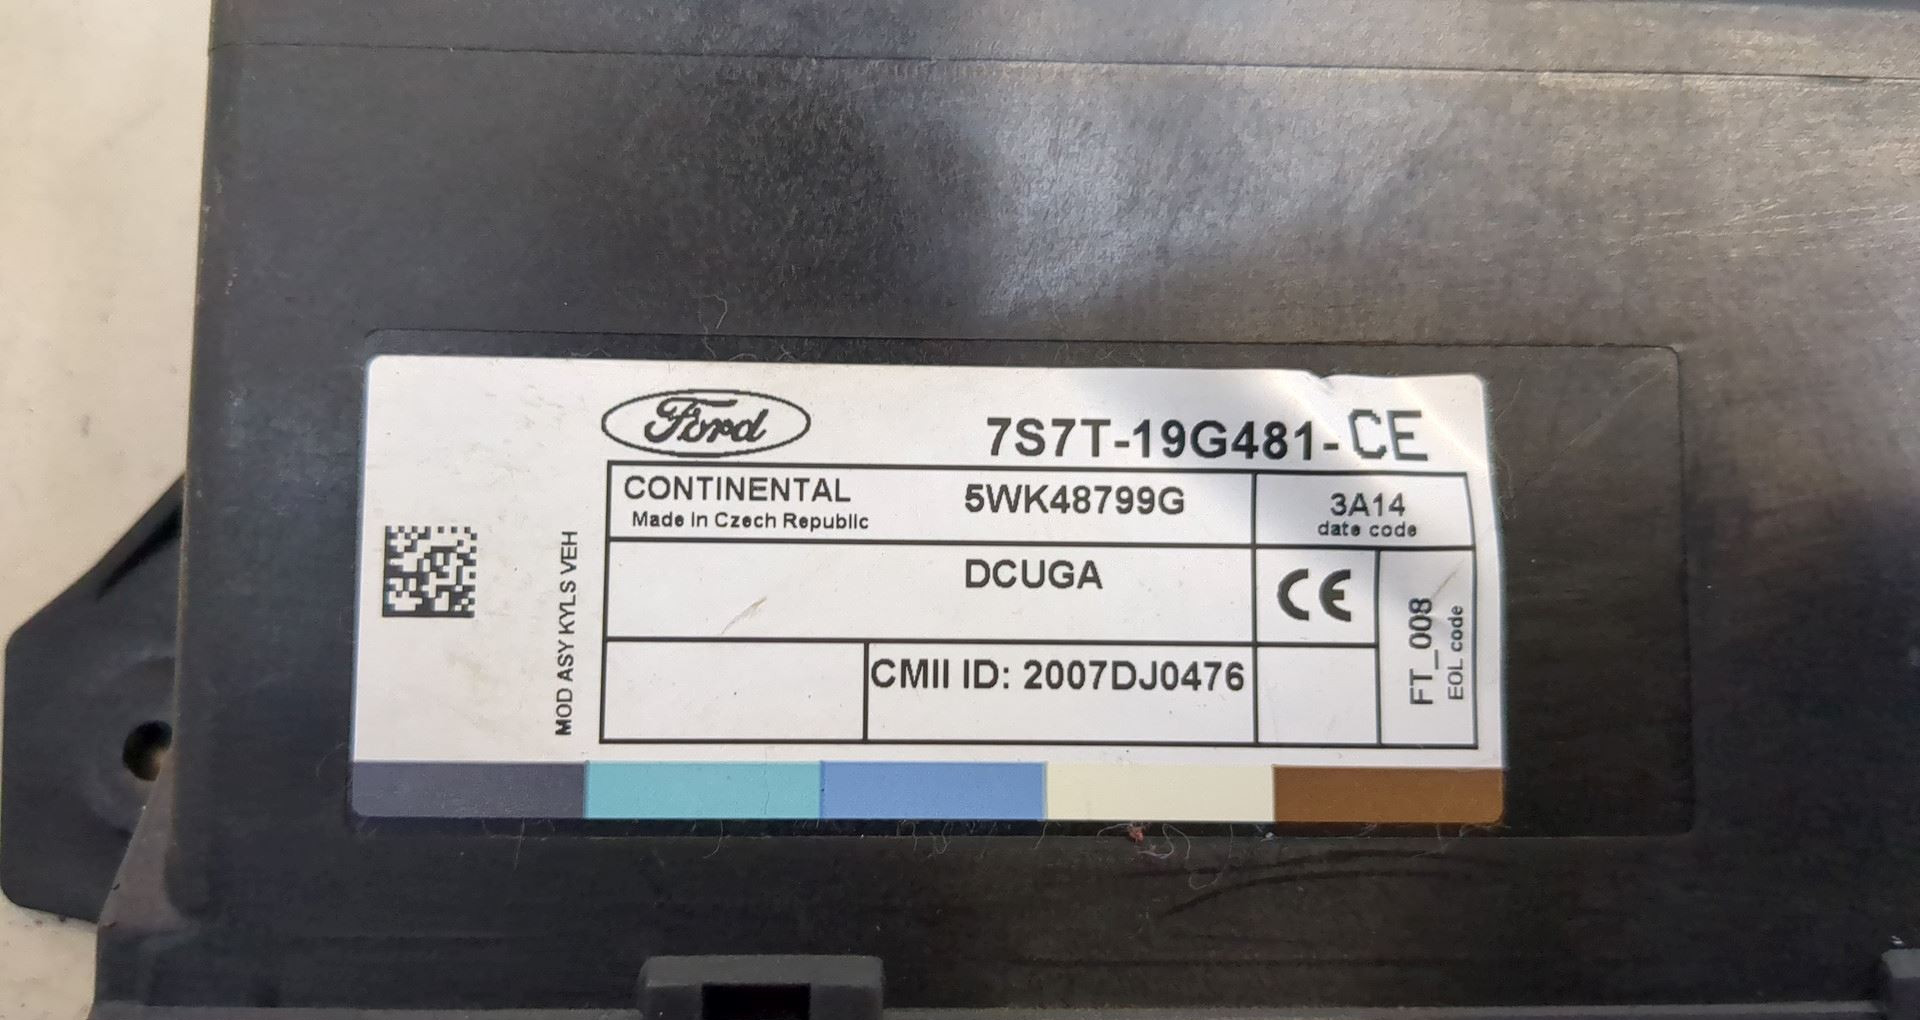 Ford
7S7T-19G481-CE
CONTINENTAL
Made in Czech Republic
5WK48799G
3A14
date code
DCUGA
CE
CMII ID: 2007DJ0476
FT_008
EOL code
MOD ASY KYLS VEH